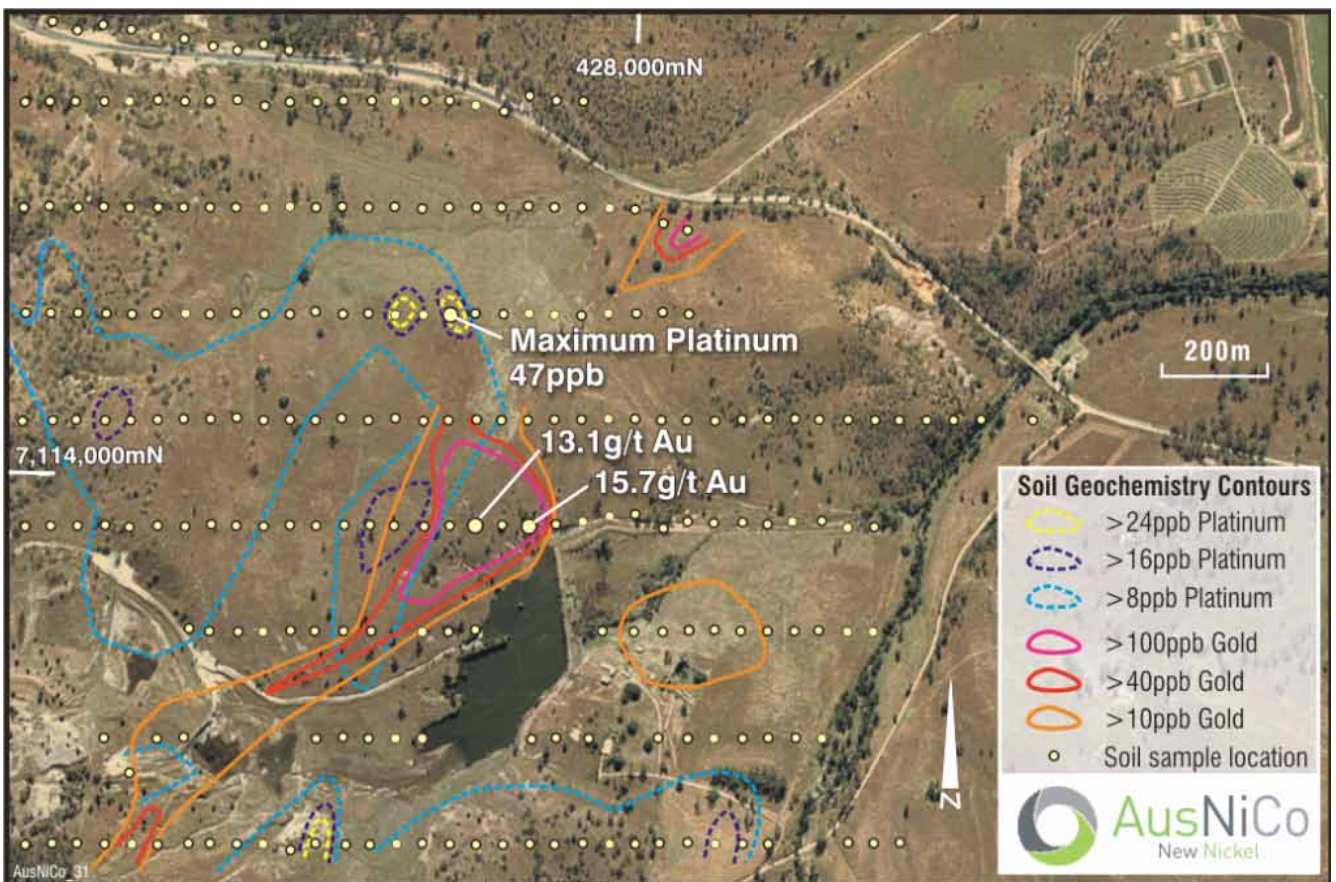 428,000mN
Maximum Platinum
47ppb
200m
13.1g/t Au
7,114,000mN
15.7g/t Au
Soil Geochemistry Contours
>24ppb Platinum
>16ppb Platinum
>8ppb Platinum
>100ppb Gold
>40ppb Gold
>10ppb Gold
Soil sample location
N
AusNiCo
New Nickel
AusNiCo_31